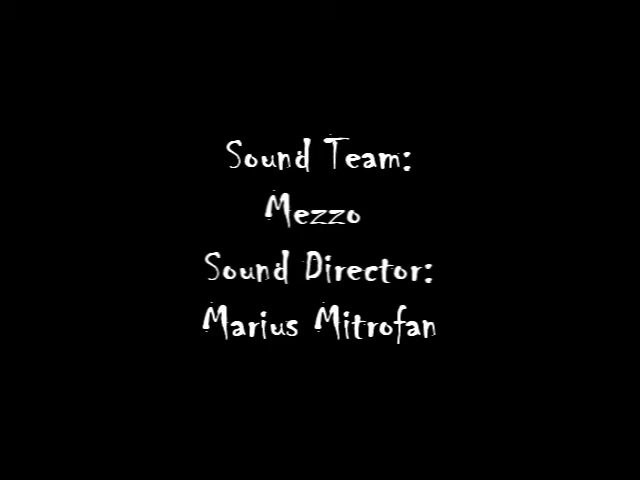 Sound Team:
Mezzo
Sound Director:
Marius Mitrofan